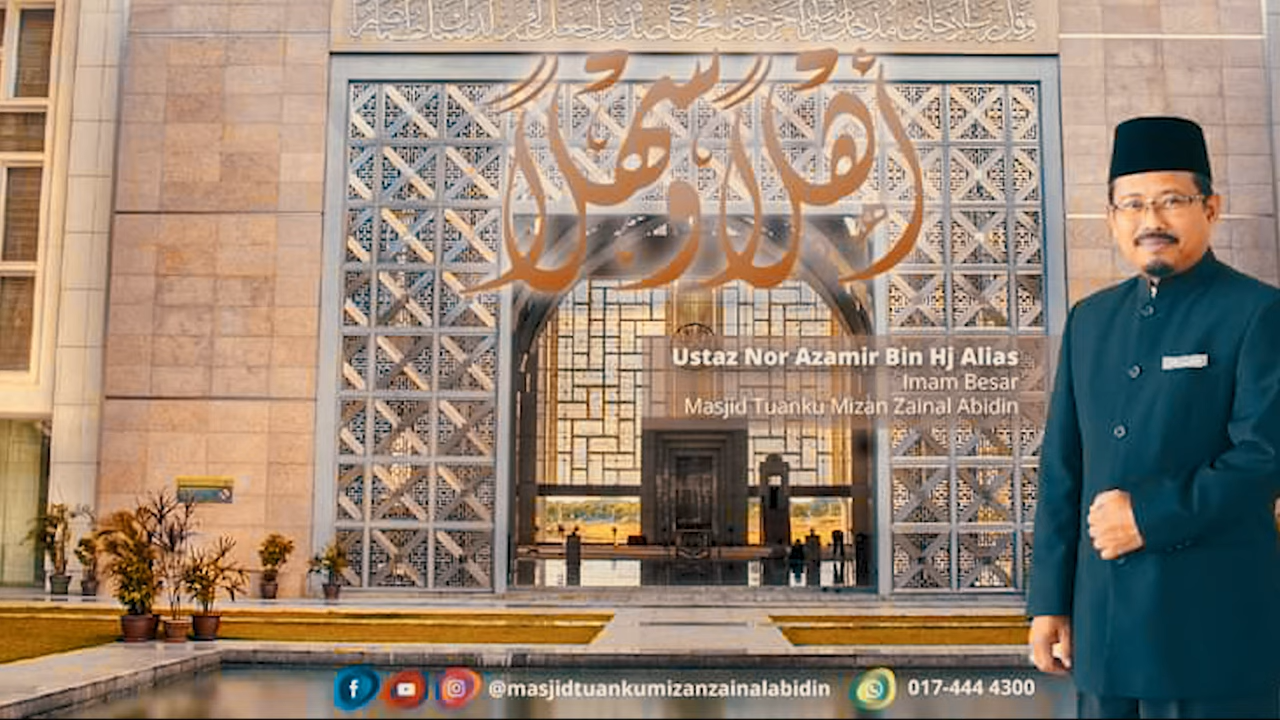 أهلاً وسهلاً
Ustaz Nor Azamir Bin Hj Alias
Imam Besar
Masjid Tuanku Mizan Zainal Abidin
@masjidtuankumizanzainalabidin
017-444 4300